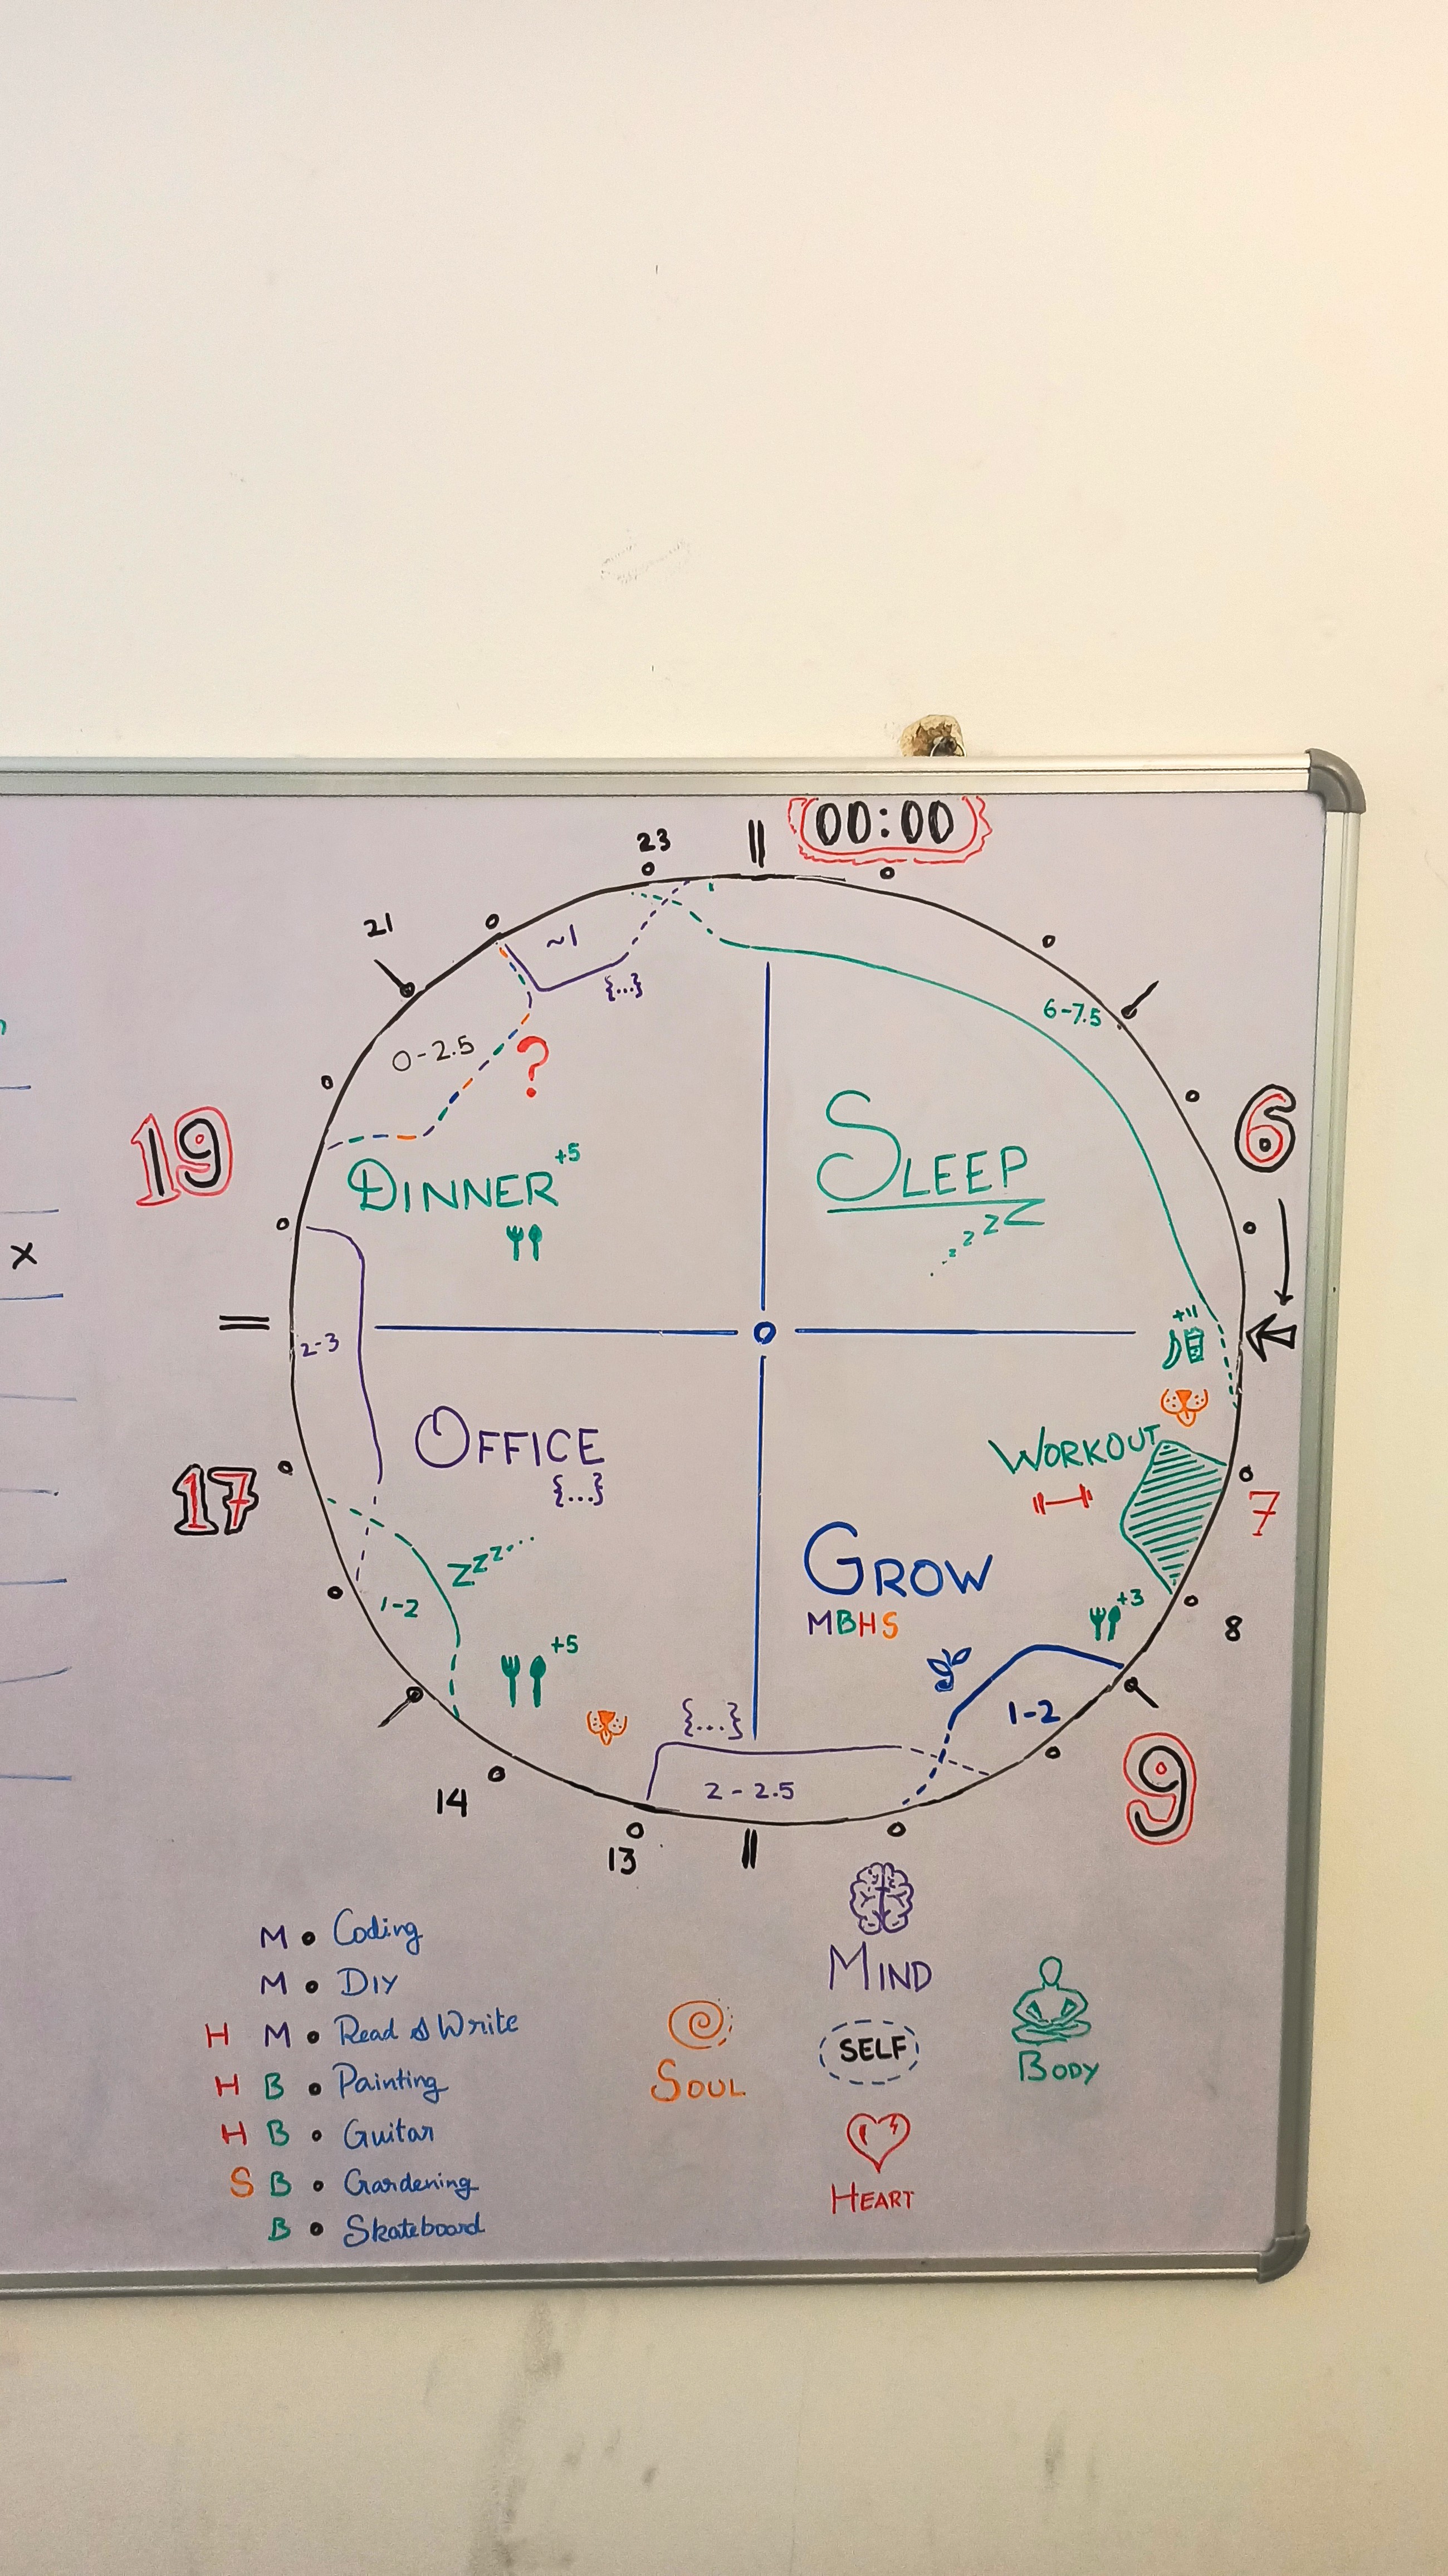 00:00
23
21
~1
{...}
6-7.5
0-2.5
?
19
6
SLEEP
z z z Z
DINNER +5
+11
2-3
OFFICE
{...}
WORKOUT
17
7
GROW
MBHS
zzz...
1-2
+3
8
+5
{...}
1-2
2-2.5
9
14
13
M • Coding
M • DIY
H M • Read & Write
H B • Painting
H B • Guitar
S B • Gardening
B • Skateboard
MIND
SELF
SOUL
BODY
HEART
x